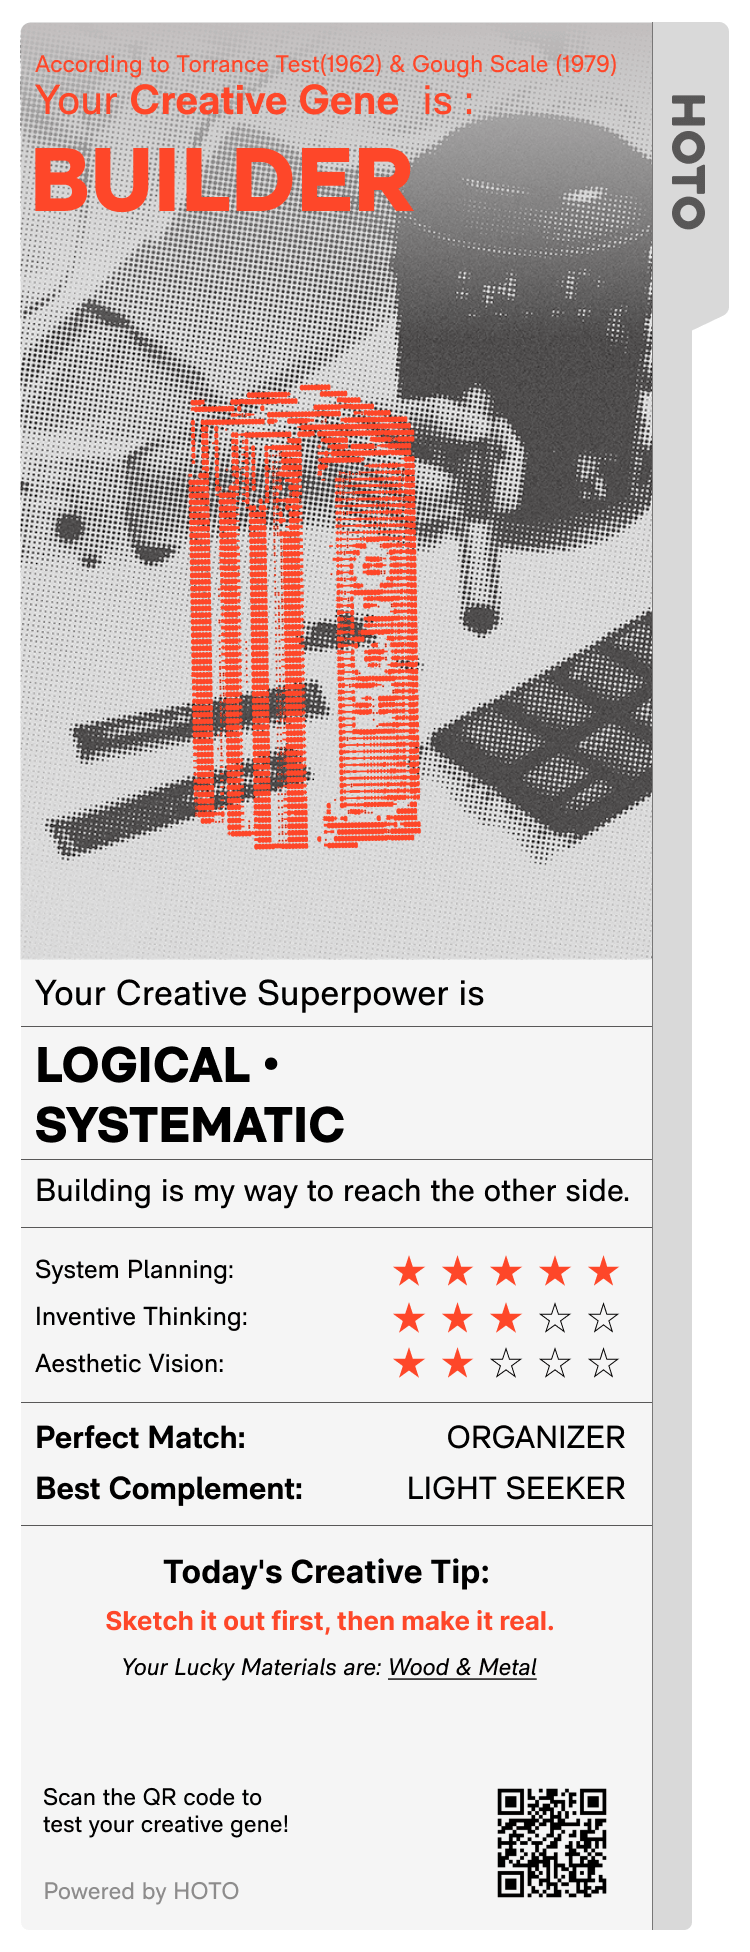 According to Torrance Test(1962) & Gough Scale (1979)
Your Creative Gene is :
BUILDER
HOTO
HOTO
Your Creative Superpower is
LOGICAL •
SYSTEMATIC
Building is my way to reach the other side.
System Planning: ★ ★ ★ ★ ★
Inventive Thinking: ★ ★ ★ ☆ ☆
Aesthetic Vision: ★ ★ ☆ ☆ ☆
Perfect Match: ORGANIZER
Best Complement: LIGHT SEEKER
Today's Creative Tip:
Sketch it out first, then make it real.
Your Lucky Materials are: Wood & Metal
Scan the QR code to
test your creative gene!
Powered by HOTO